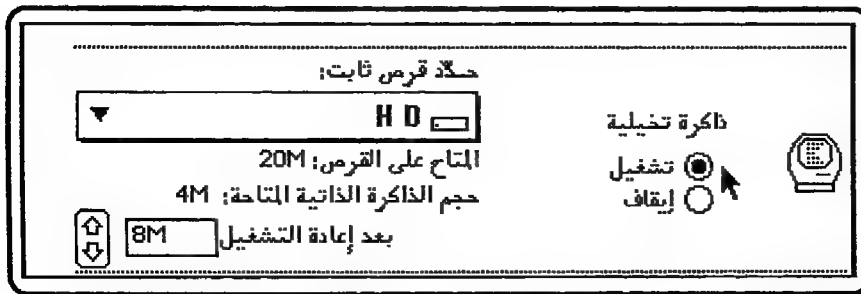 ذاكرة تخيلية
تشغيل
إيقاف
حدّد قرص ثابت:
HD
المتاح على القرص: 20M
حجم الذاكرة الذاتية المتاحة: 4M
بعد إعادة التشغيل 8M